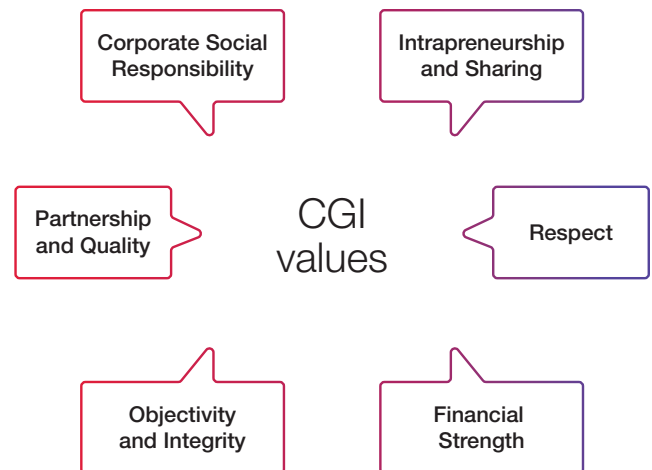 Corporate Social
Responsibility
Intrapreneurship
and Sharing
Partnership
and Quality
CGI
values
Respect
Objectivity
and Integrity
Financial
Strength